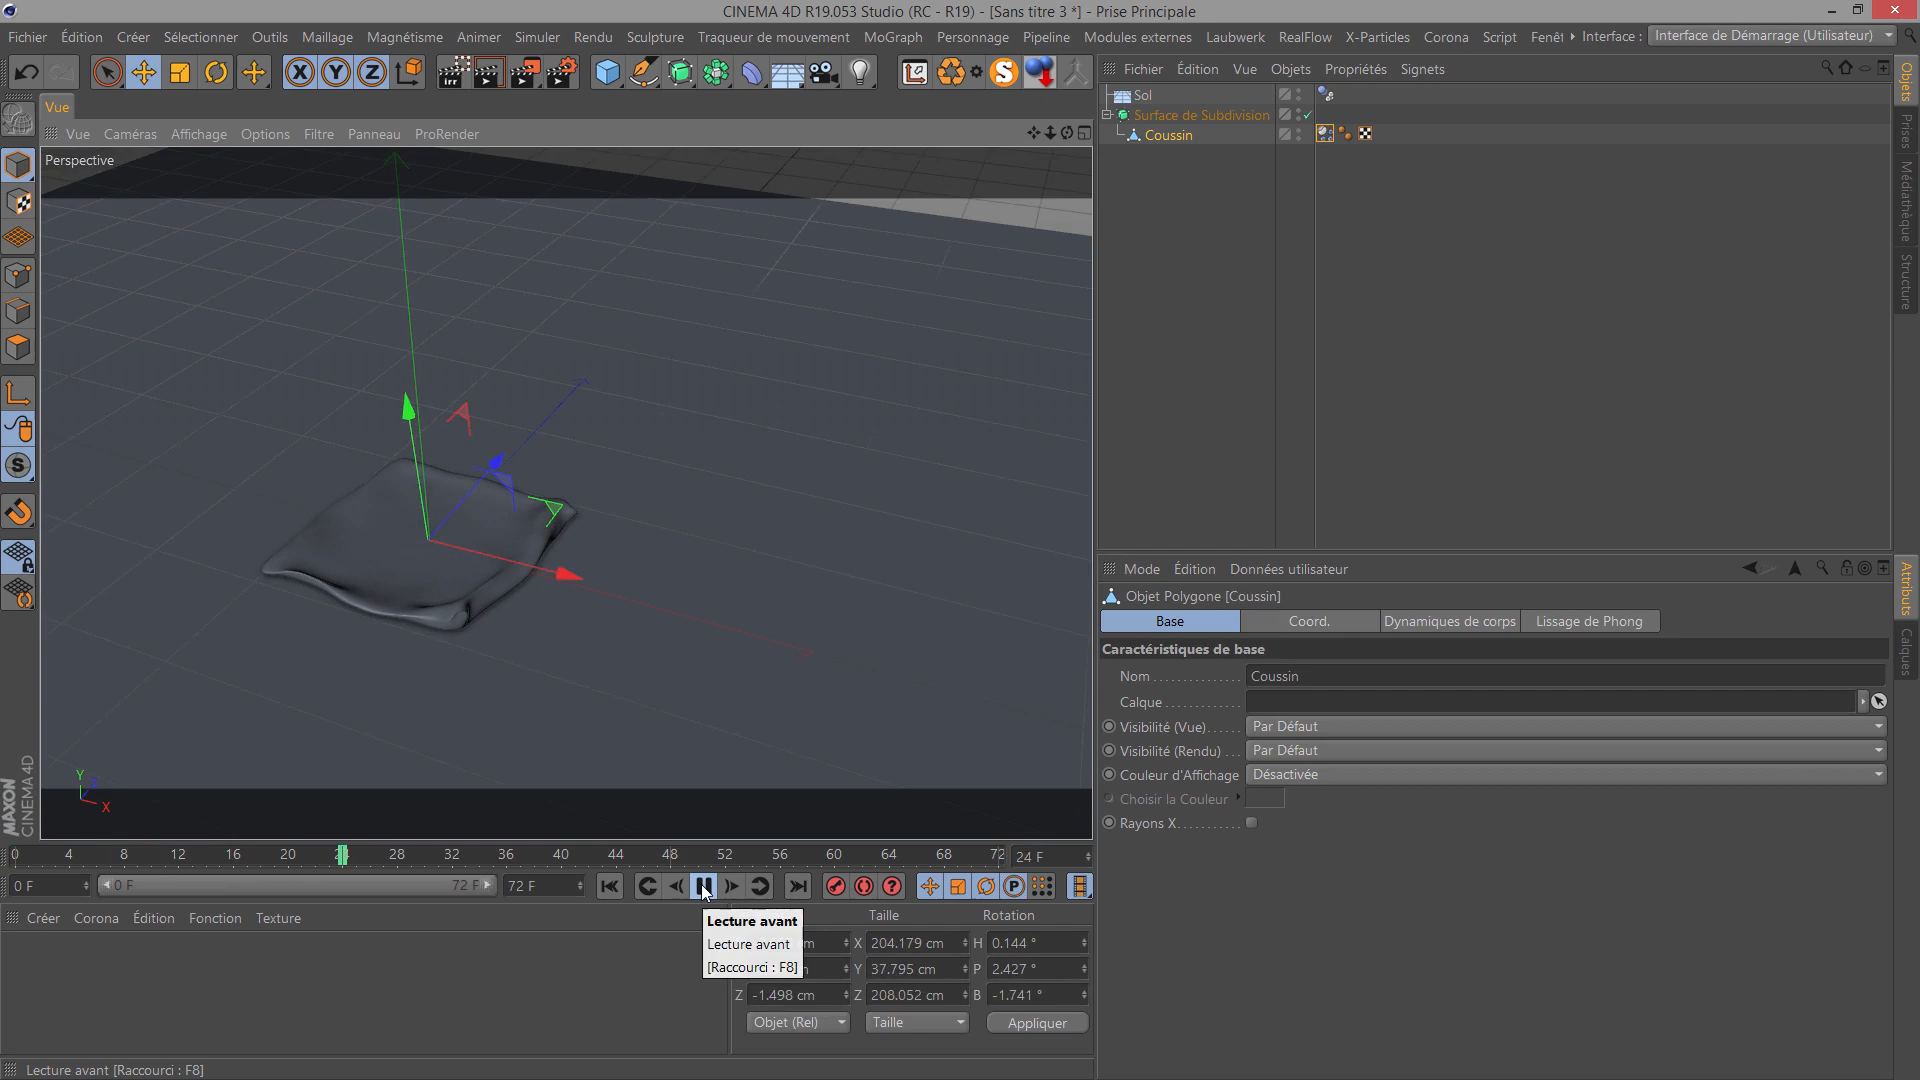 CINEMA 4D R19.053 Studio (RC - R19) - [Sans titre 3 *] - Prise Principale
Fichier Édition Créer Sélectionner Outils Maillage Magnétisme Animer Simuler Rendu Sculpture Traqueur de mouvement MoGraph Personnage Pipeline Modules externes Laubwerk RealFlow X-Particles Corona Script Fenêt Interface : Interface de Démarrage (Utilisateur)
X Y Z S
Fichier Édition Vue Objets Propriétés Signets
Vue
Vue Caméras Affichage Options Filtre Panneau ProRender
Perspective
Sol
Surface de Subdivision
Coussin
Objets
Prises
Médiathèque
Structure
Y
Z
X
S
MAXON
CINEMA 4D
Mode Édition Données utilisateur
Objet Polygone [Coussin]
Base Coord. Dynamiques de corps Lissage de Phong
Caractéristiques de base
Nom Coussin
Calque
Visibilité (Vue) Par Défaut
Visibilité (Rendu) Par Défaut
Couleur d'Affichage Désactivée
Choisir la Couleur
Rayons X
Attributs
Calques
0 4 8 12 16 20 24 28 32 36 40 44 48 52 56 60 64 68 72 24 F
0 F 0 F 72 F 72 F P
Créer Corona Édition Fonction Texture
Lecture avant
Lecture avant
[Raccourci : F8]
Taille Rotation
m X 204.179 cm H 0.144 °
Y 37.795 cm P 2.427 °
Z -1.498 cm Z 208.052 cm B -1.741 °
Objet (Rel) Taille Appliquer
Lecture avant [Raccourci : F8]